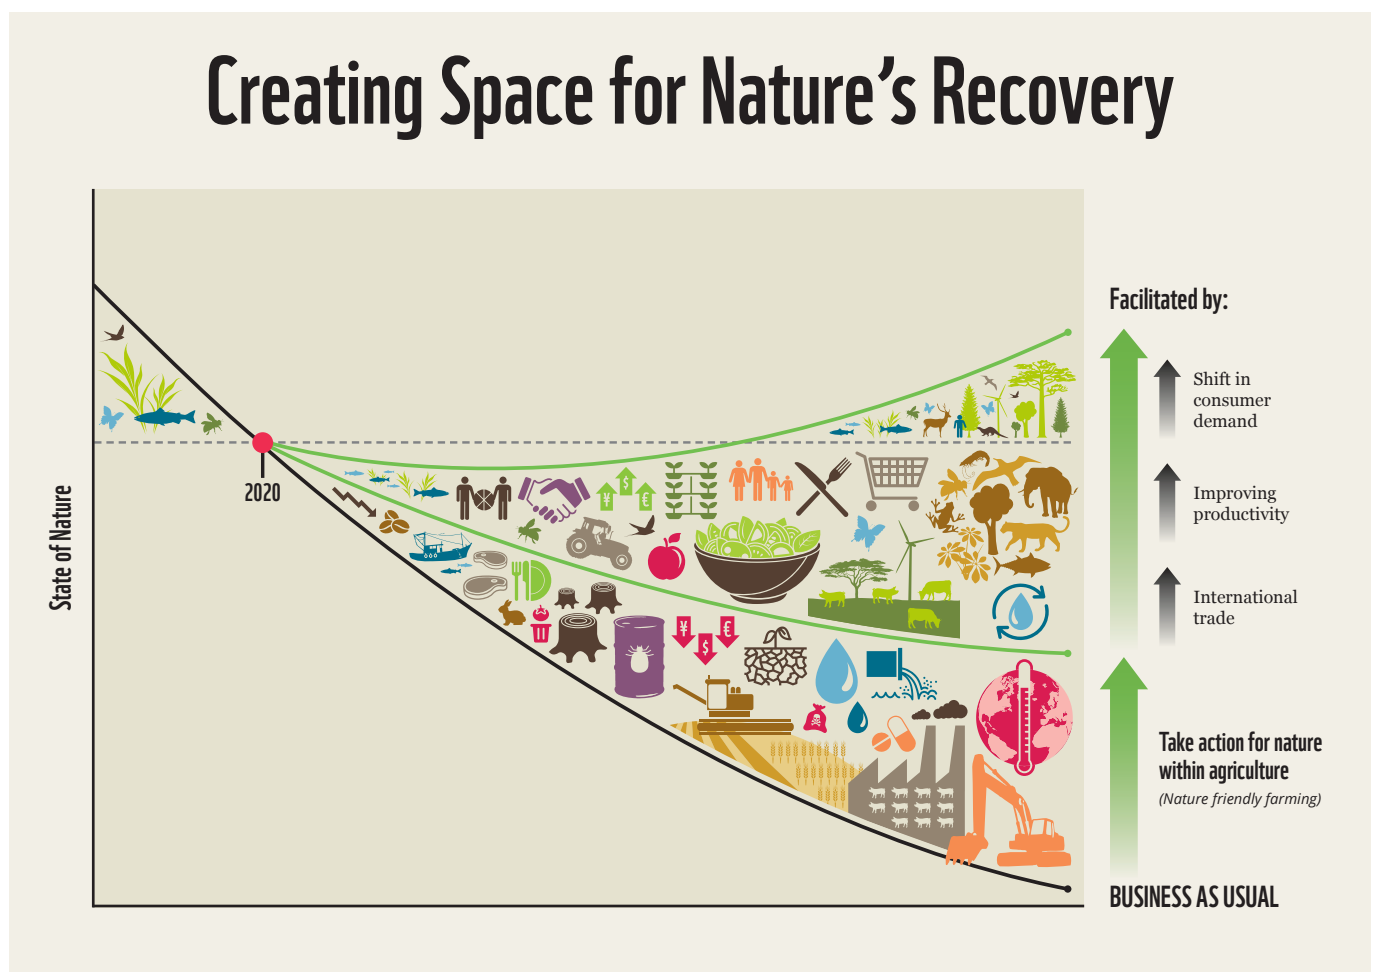 Creating Space for Nature’s Recovery
Facilitated by:
Shift in
consumer
demand
Improving
productivity
International
trade
Take action for nature
within agriculture
(Nature friendly farming)
BUSINESS AS USUAL
State of Nature
2020
¥
$
€
¥
$
€